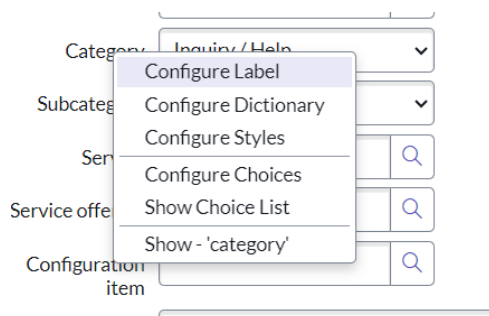 Category Inquiry / Help
Configure Label
Subcateg Configure Dictionary
Configure Styles
Ser
Configure Choices
Service offe Show Choice List
Show - 'category'
Configuration
item